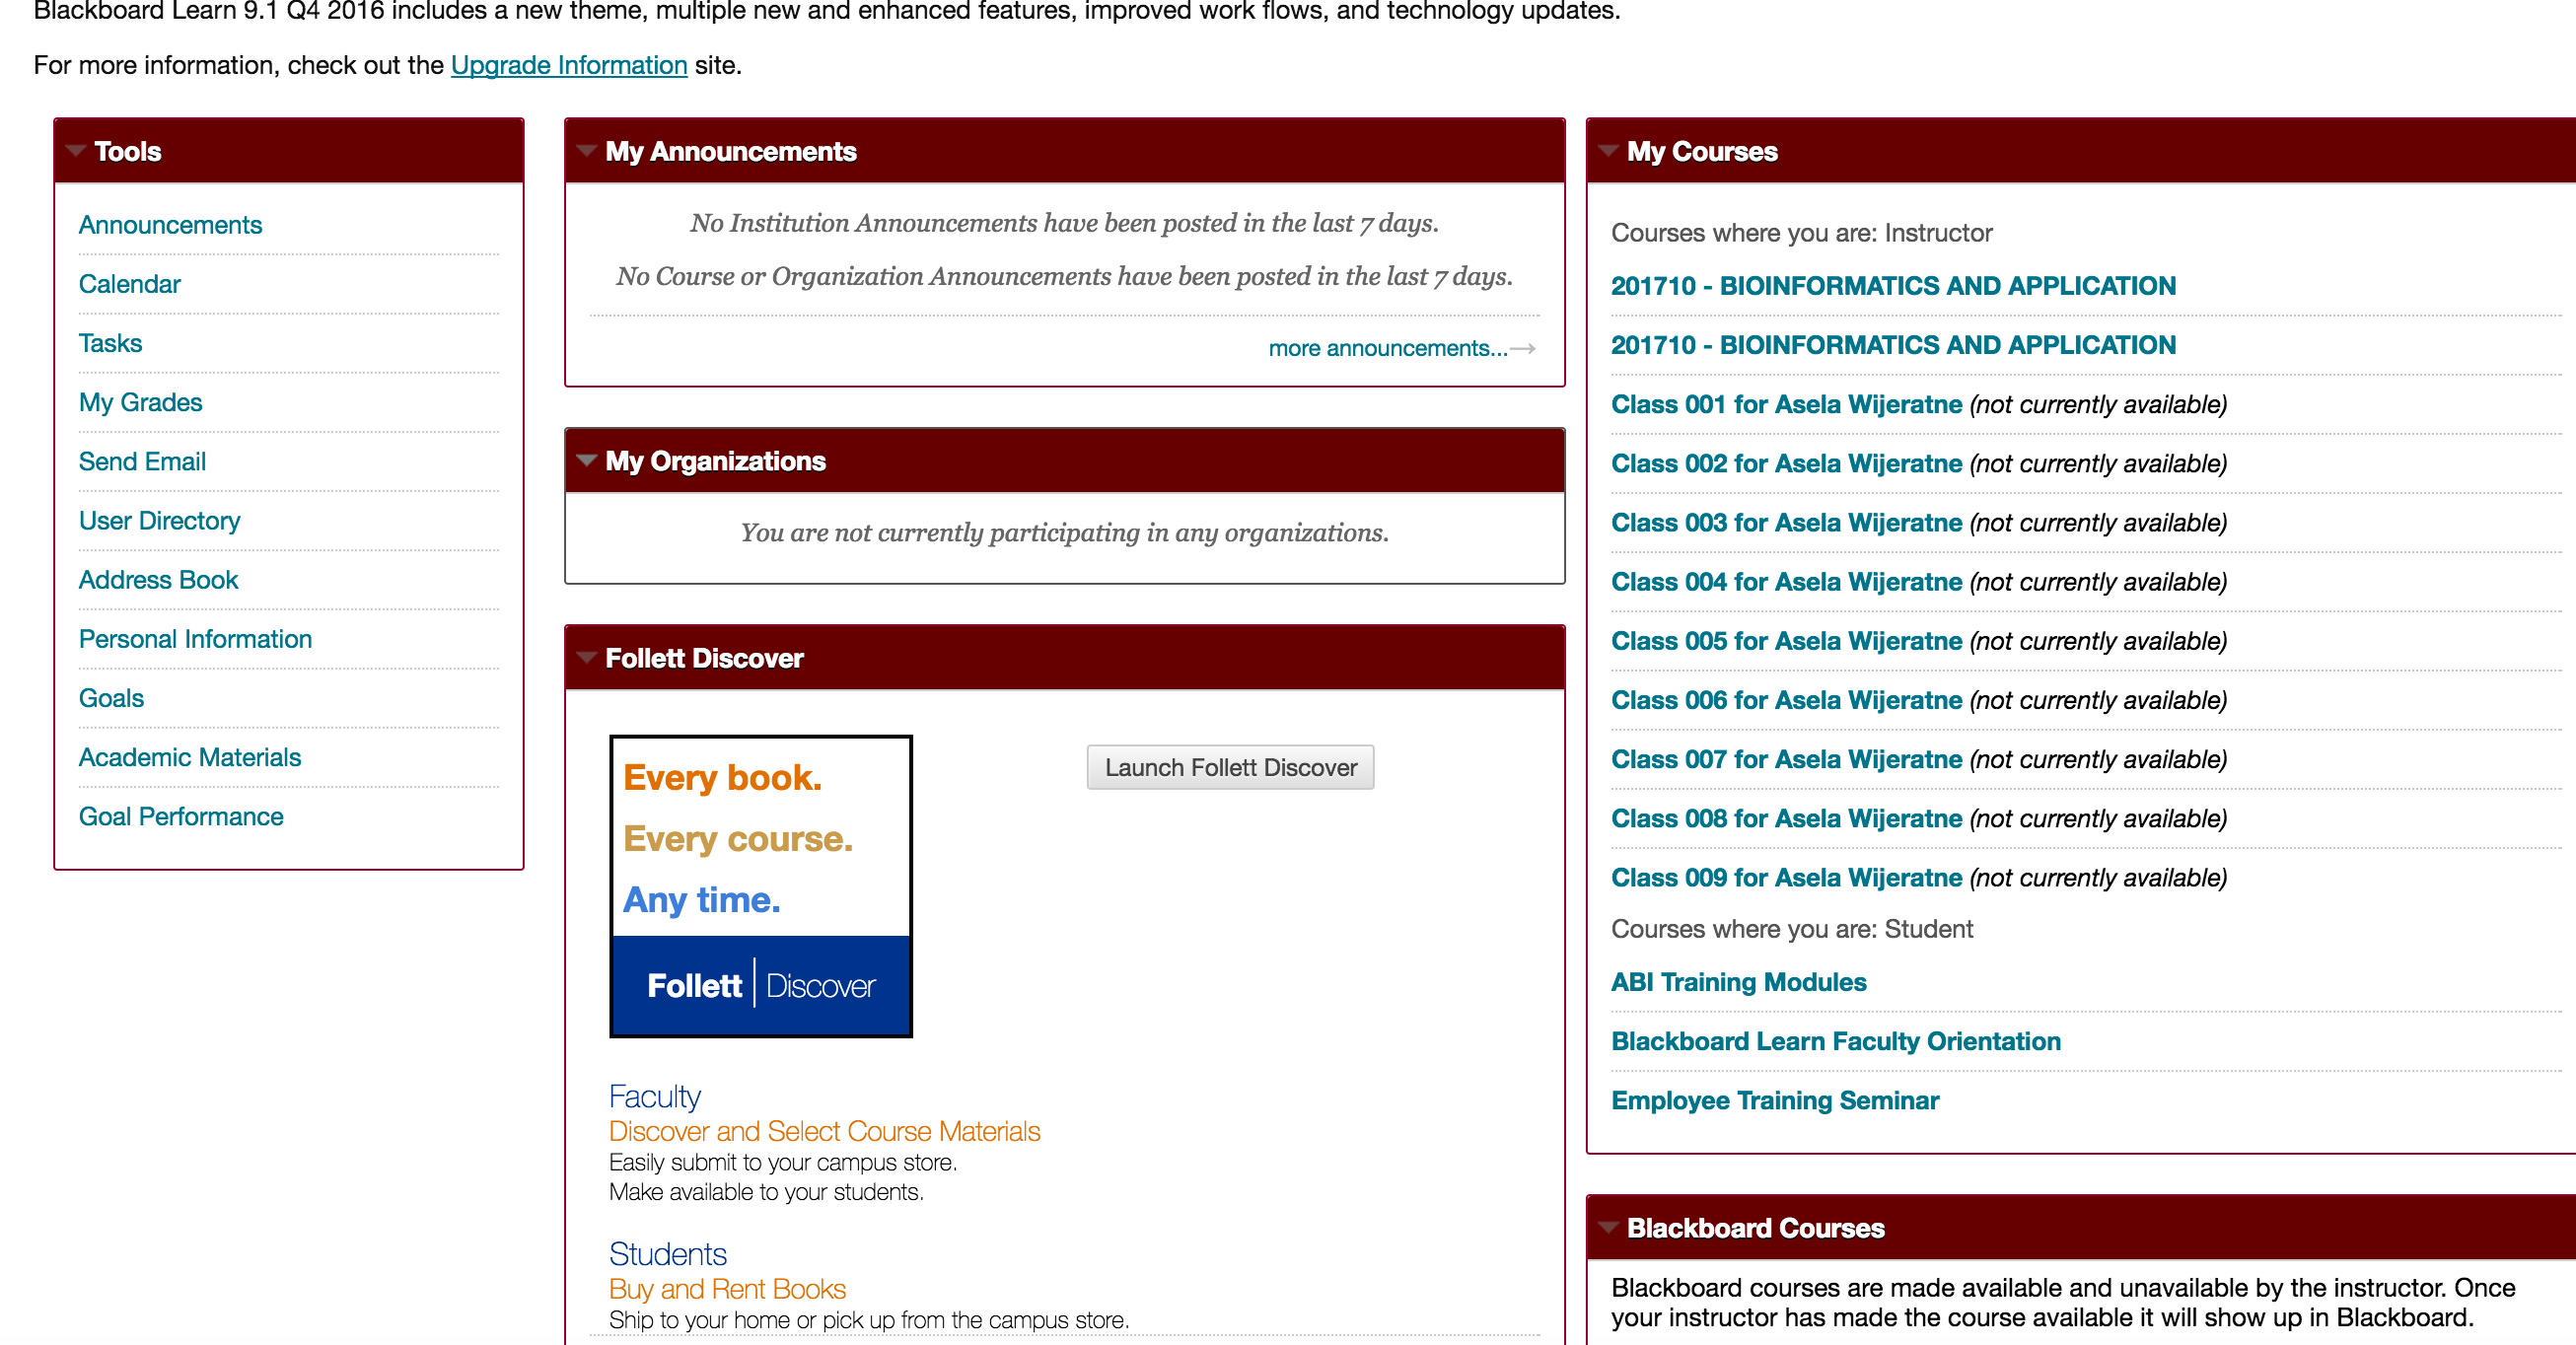 Blackboard Learn 9.1 Q4 2016 includes a new theme, multiple new and enhanced features, improved work flows, and technology updates.
For more information, check out the Upgrade Information site.
Tools
Announcements
Calendar
Tasks
My Grades
Send Email
User Directory
Address Book
Personal Information
Goals
Academic Materials
Goal Performance
My Announcements
No Institution Announcements have been posted in the last 7 days.
No Course or Organization Announcements have been posted in the last 7 days.
more announcements...→
My Organizations
You are not currently participating in any organizations.
Follett Discover
Every book.
Every course.
Any time.
Follett | Discover
Launch Follett Discover
Faculty
Discover and Select Course Materials
Easily submit to your campus store.
Make available to your students.
Students
Buy and Rent Books
Ship to your home or pick up from the campus store.
My Courses
Courses where you are: Instructor
201710 - BIOINFORMATICS AND APPLICATION
201710 - BIOINFORMATICS AND APPLICATION
Class 001 for Asela Wijeratne (not currently available)
Class 002 for Asela Wijeratne (not currently available)
Class 003 for Asela Wijeratne (not currently available)
Class 004 for Asela Wijeratne (not currently available)
Class 005 for Asela Wijeratne (not currently available)
Class 006 for Asela Wijeratne (not currently available)
Class 007 for Asela Wijeratne (not currently available)
Class 008 for Asela Wijeratne (not currently available)
Class 009 for Asela Wijeratne (not currently available)
Courses where you are: Student
ABI Training Modules
Blackboard Learn Faculty Orientation
Employee Training Seminar
Blackboard Courses
Blackboard courses are made available and unavailable by the instructor. Once
your instructor has made the course available it will show up in Blackboard.